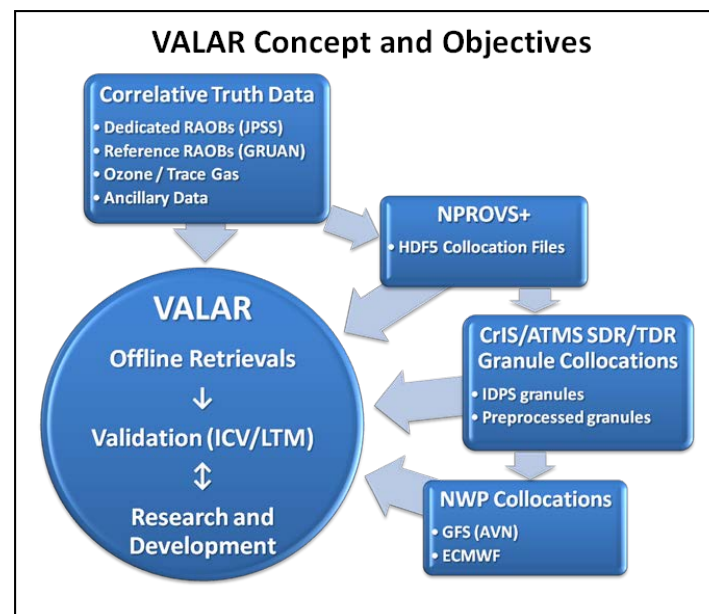 VALAR Concept and Objectives
Correlative Truth Data
• Dedicated RAOBs (JPSS)
• Reference RAOBs (GRUAN)
• Ozone / Trace Gas
• Ancillary Data
NPROVS+
• HDF5 Collocation Files
VALAR
Offline Retrievals
↓
Validation (ICV/LTM)
↕
Research and
Development
CrIS/ATMS SDR/TDR
Granule Collocations
• IDPS granules
• Preprocessed granules
NWP Collocations
• GFS (AVN)
• ECMWF